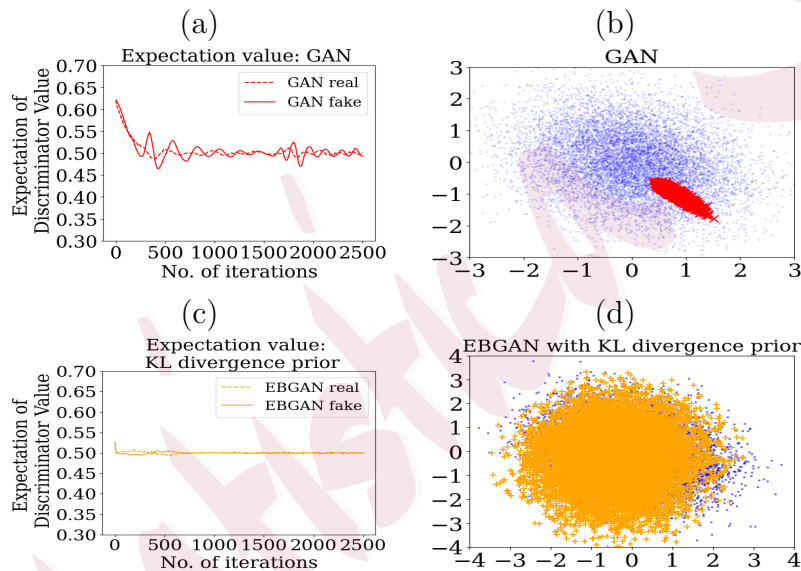 (a)
Expectation value: GAN
0.70
0.65
0.60
0.55
0.50
0.45
0.40
0.35
0.30
Expectation of
Discriminator Value
GAN real
GAN fake
0 500 1000 1500 2000 2500
No. of iterations
(b)
GAN
3
2
1
0
−1
−2
−3
−3 −2 −1 0 1 2 3
(c)
Expectation value:
KL divergence prior
0.70
0.65
0.60
0.55
0.50
0.45
0.40
0.35
0.30
Expectation of
Discriminator Value
EBGAN real
EBGAN fake
0 500 1000 1500 2000 2500
No. of iterations
(d)
EBGAN with KL divergence prior
4
3
2
1
0
−1
−2
−3
−4
−4 −3 −2 −1 0 1 2 3 4